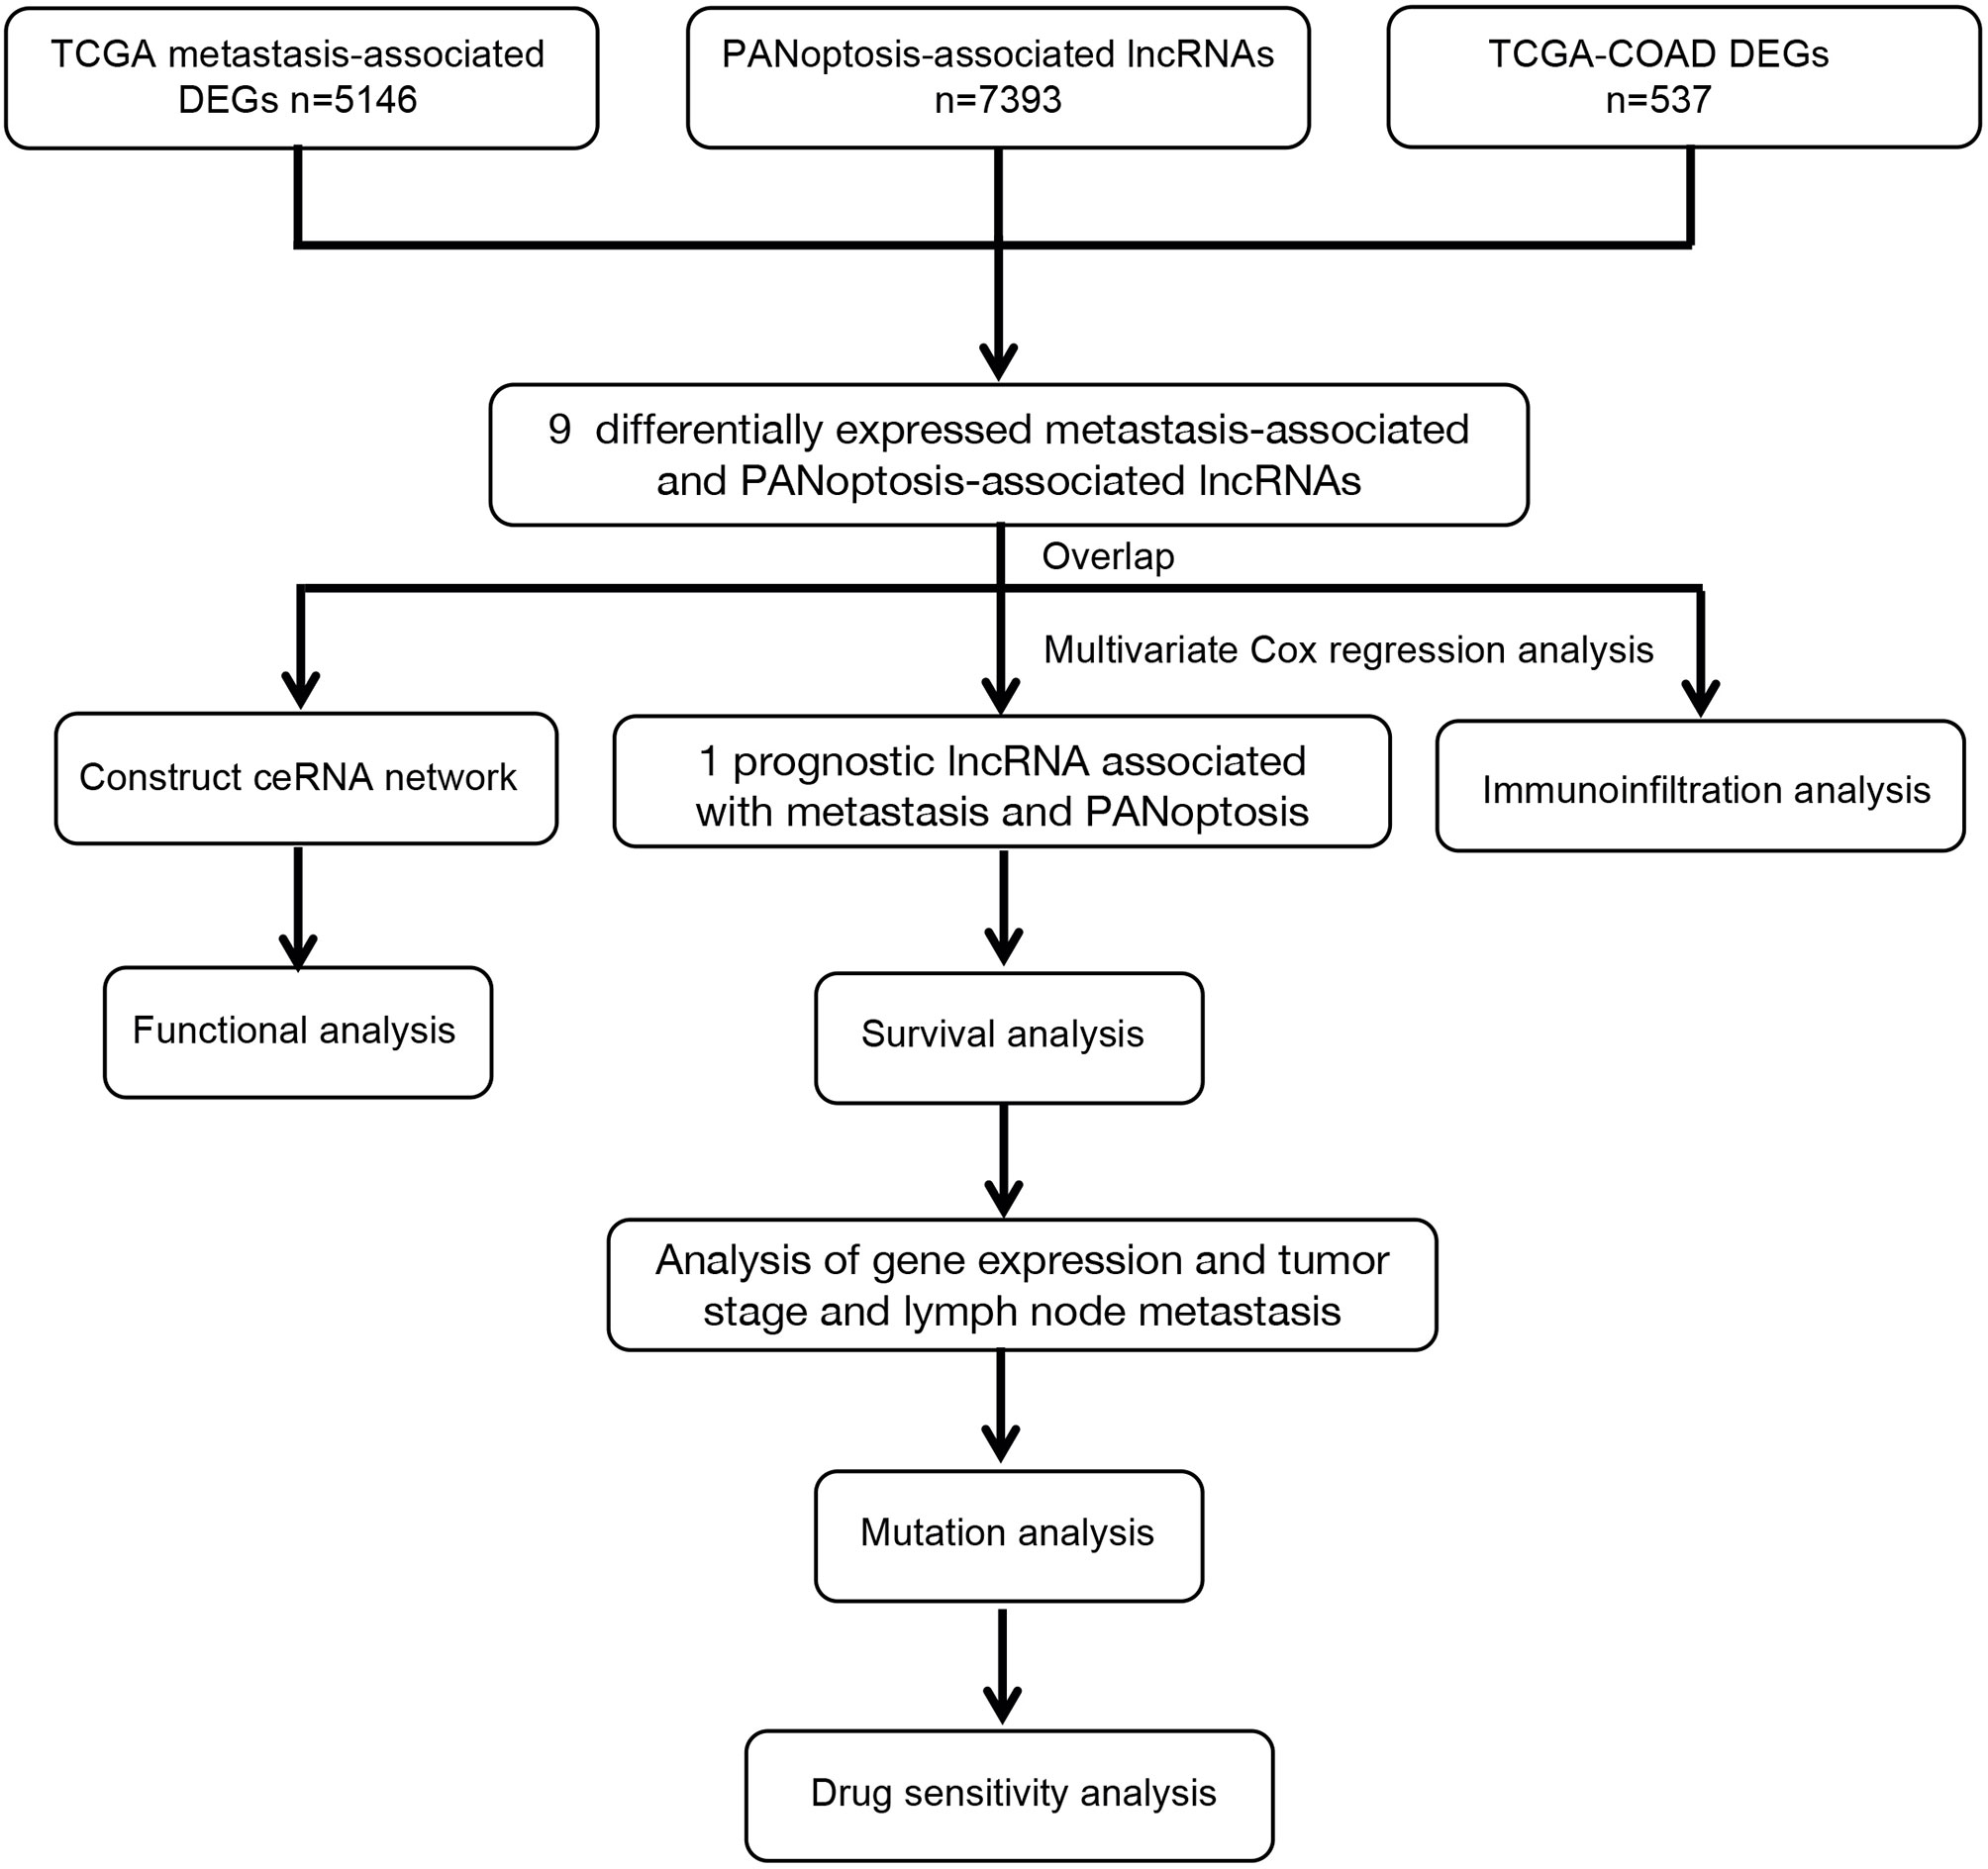 TCGA metastasis-associated
DEGs n=5146
PANoptosis-associated lncRNAs
n=7393
TCGA-COAD DEGs
n=537
9 differentially expressed metastasis-associated
and PANoptosis-associated lncRNAs
Overlap
Multivariate Cox regression analysis
Construct ceRNA network
1 prognostic lncRNA associated
with metastasis and PANoptosis
Immunoinfiltration analysis
Functional analysis
Survival analysis
Analysis of gene expression and tumor
stage and lymph node metastasis
Mutation analysis
Drug sensitivity analysis